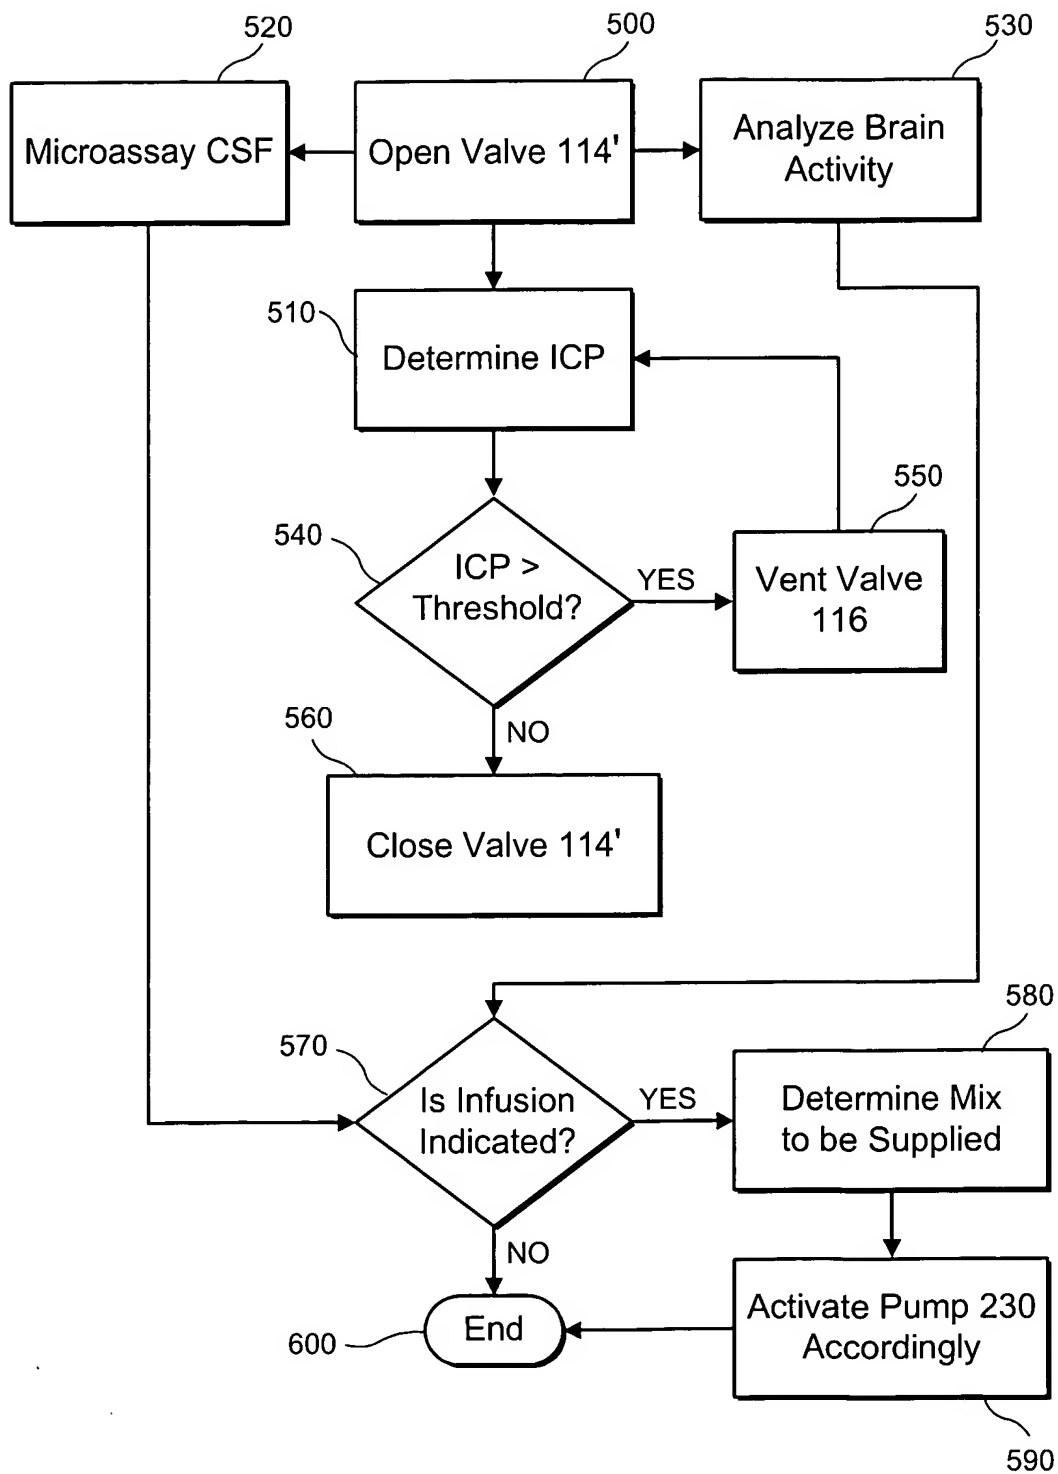 520
500
530
Microassay CSF
Open Valve 114'
Analyze Brain
Activity
510
Determine ICP
550
540
ICP >
Threshold?
YES
Vent Valve
116
560
NO
Close Valve 114'
580
570
Is Infusion
Indicated?
YES
Determine Mix
to be Supplied
NO
600
End
Activate Pump 230
Accordingly
590